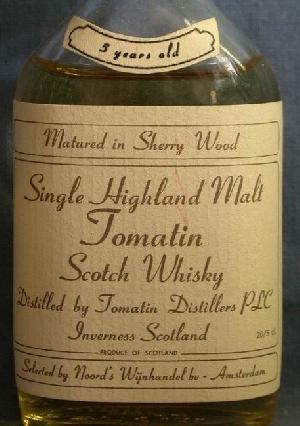 5 years old
Matured in Sherry Wood
Single Highland Malt
Tomatin
Scotch Whisky
Distilled by Tomatin Distillers PLC
Inverness Scotland
PRODUCE OF SCOTLAND
Selected by Noord's Wijnhandel bv - Amsterdam